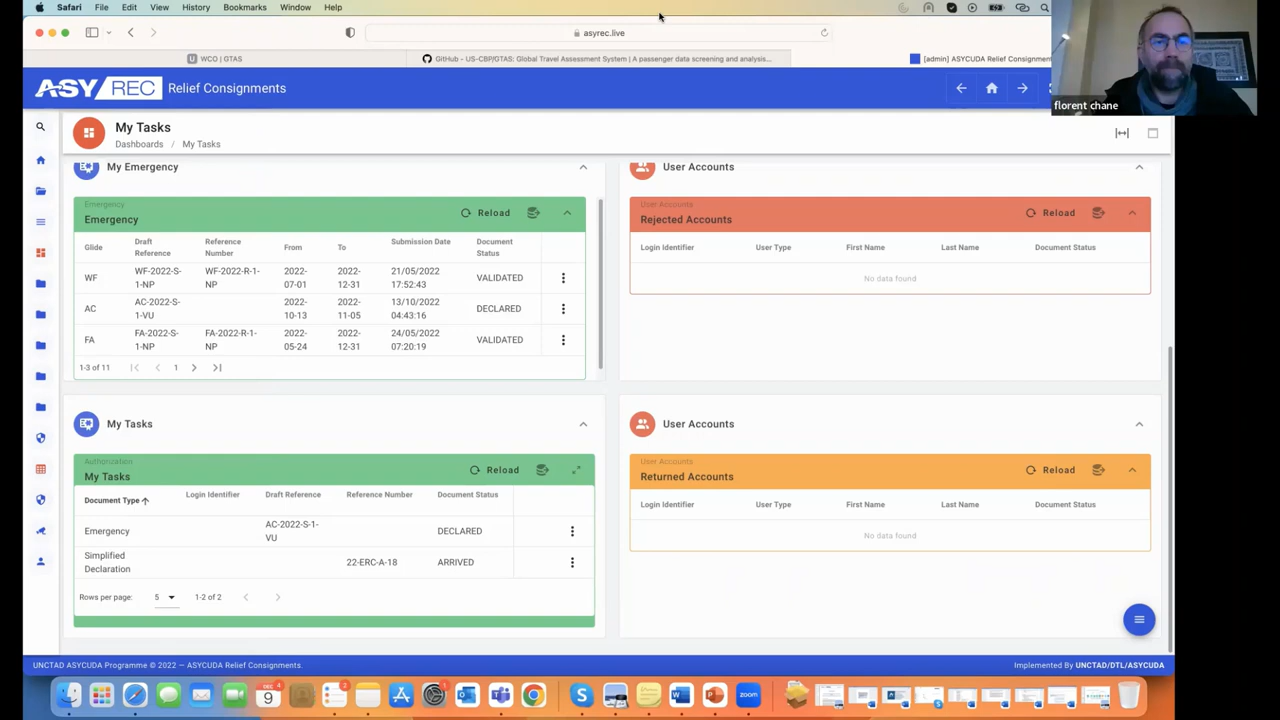 Safari File Edit View History Bookmarks Window Help
asyrec.live
WCG | GTAS
GitHub - US-CBP/GTAS: Global Travel Assessment System | A passenger data screening and analysis...
[admin] ASYCUDA Relief Consignments
florent chane
ASY REC Relief Consignments
My Tasks
Dashboards / My Tasks
My Emergency
Emergency
Emergency
Reload
Glide Draft Reference Reference Number From To Submission Date Document Status
WF WF-2022-S-1-NP WF-2022-R-1-NP 2022-07-01 2022-12-31 21/05/2022 17:52:43 VALIDATED
AC AC-2022-S-1-VU 2022-10-13 2022-11-05 13/10/2022 04:43:16 DECLARED
FA FA-2022-S-1-NP FA-2022-R-1-NP 2022-05-24 2022-12-31 24/05/2022 07:20:19 VALIDATED
1-3 of 11 1
User Accounts
User Accounts
Rejected Accounts
Reload
Login Identifier User Type First Name Last Name Document Status
No data found
My Tasks
Authorization
My Tasks
Reload
Document Type Login Identifier Draft Reference Reference Number Document Status
Emergency AC-2022-S-1-VU DECLARED
Simplified Declaration 22-ERC-A-18 ARRIVED
Rows per page: 5 1-2 of 2
User Accounts
User Accounts
Returned Accounts
Reload
Login Identifier User Type First Name Last Name Document Status
No data found
UNCTAD ASYCUDA Programme © 2022 — ASYCUDA Relief Consignments.
Implemented By UNCTAD/DTL/ASYCUDA
DEC
9
zoom